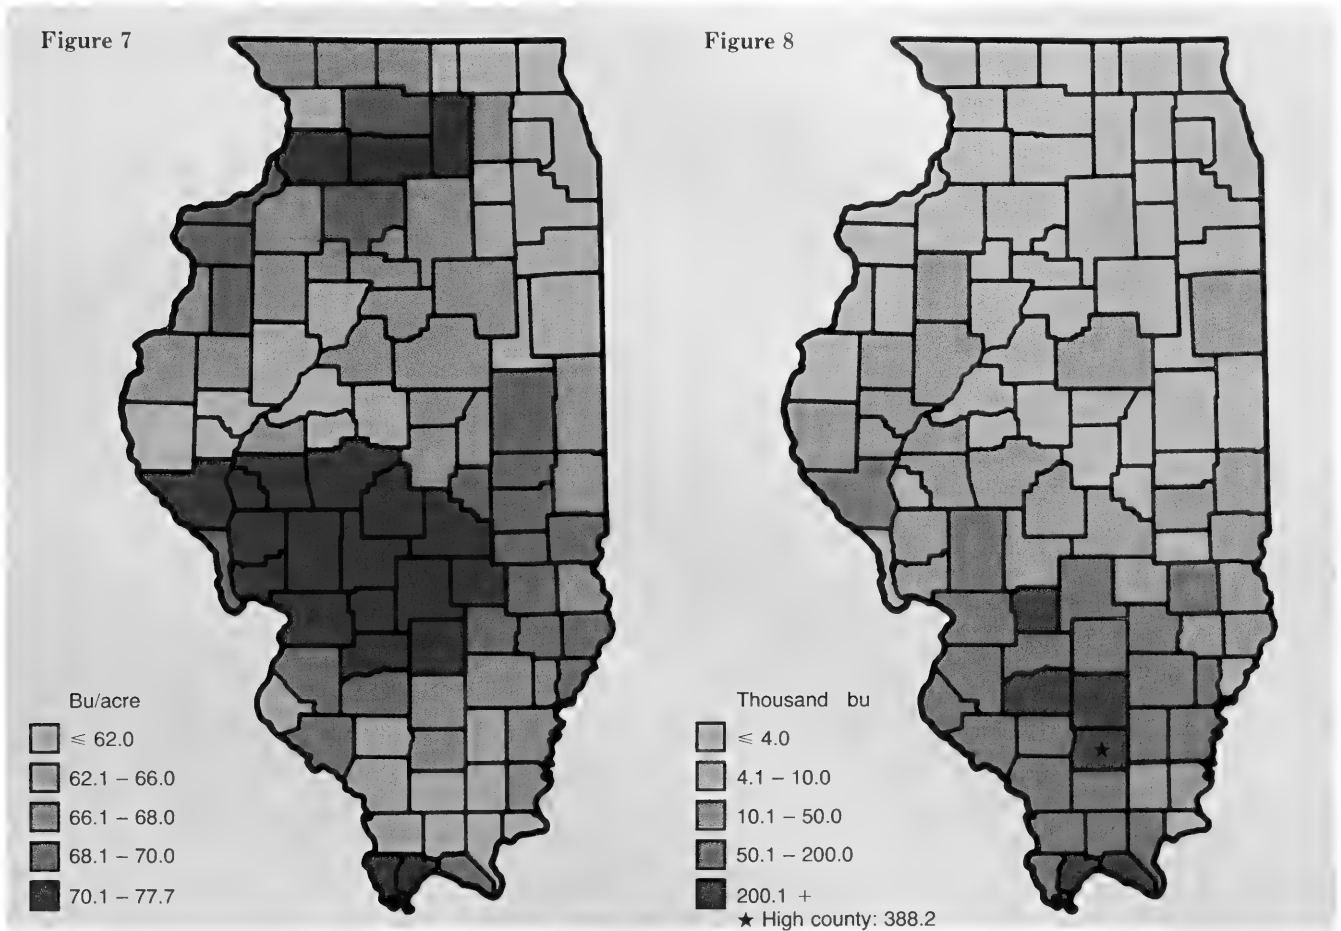 Figure 7
Bu/acre
≤ 62.0
62.1 – 66.0
66.1 – 68.0
68.1 – 70.0
70.1 – 77.7
Figure 8
Thousand bu
≤ 4.0
4.1 – 10.0
10.1 – 50.0
50.1 – 200.0
200.1 +
★ High county: 388.2